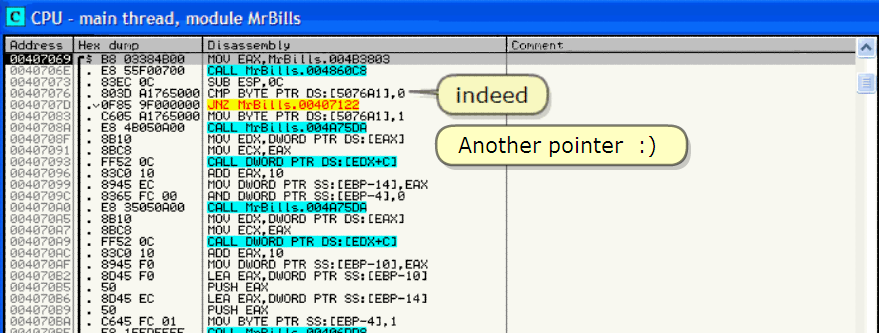 C CPU - main thread, module MrBills
Address Hex dump Disassembly Comment
00407069 r$ B8 03384B00 MOV EAX,MrBills.004B3803
0040706E . E8 55F00700 CALL MrBills.004860C8
00407073 . 83EC 0C SUB ESP,0C
00407076 . 803D A1765000 CMP BYTE PTR DS:[5076A1],0
0040707D .v0F85 9F000000 JNZ MrBills.00407122
00407083 . C605 A1765000 MOV BYTE PTR DS:[5076A1],1
0040708A . E8 4B050A00 CALL MrBills.004A75DA
0040708F . 8B10 MOV EDX,DWORD PTR DS:[EAX]
00407091 . 8BC8 MOV ECX,EAX
00407093 . FF52 0C CALL DWORD PTR DS:[EDX+C]
00407096 . 83C0 10 ADD EAX,10
00407099 . 8945 EC MOV DWORD PTR SS:[EBP-14],EAX
0040709C . 8365 FC 00 AND DWORD PTR SS:[EBP-4],0
004070A0 . E8 35050A00 CALL MrBills.004A75DA
004070A5 . 8B10 MOV EDX,DWORD PTR DS:[EAX]
004070A7 . 8BC8 MOV ECX,EAX
004070A9 . FF52 0C CALL DWORD PTR DS:[EDX+C]
004070AC . 83C0 10 ADD EAX,10
004070AF . 8945 F0 MOV DWORD PTR SS:[EBP-10],EAX
004070B2 . 8D45 F0 LEA EAX,DWORD PTR SS:[EBP-10]
004070B5 . 50 PUSH EAX
004070B6 . 8D45 EC LEA EAX,DWORD PTR SS:[EBP-14]
004070B9 . 50 PUSH EAX
004070BA . C645 FC 01 MOV BYTE PTR SS:[EBP-4],1
indeed
Another pointer :)